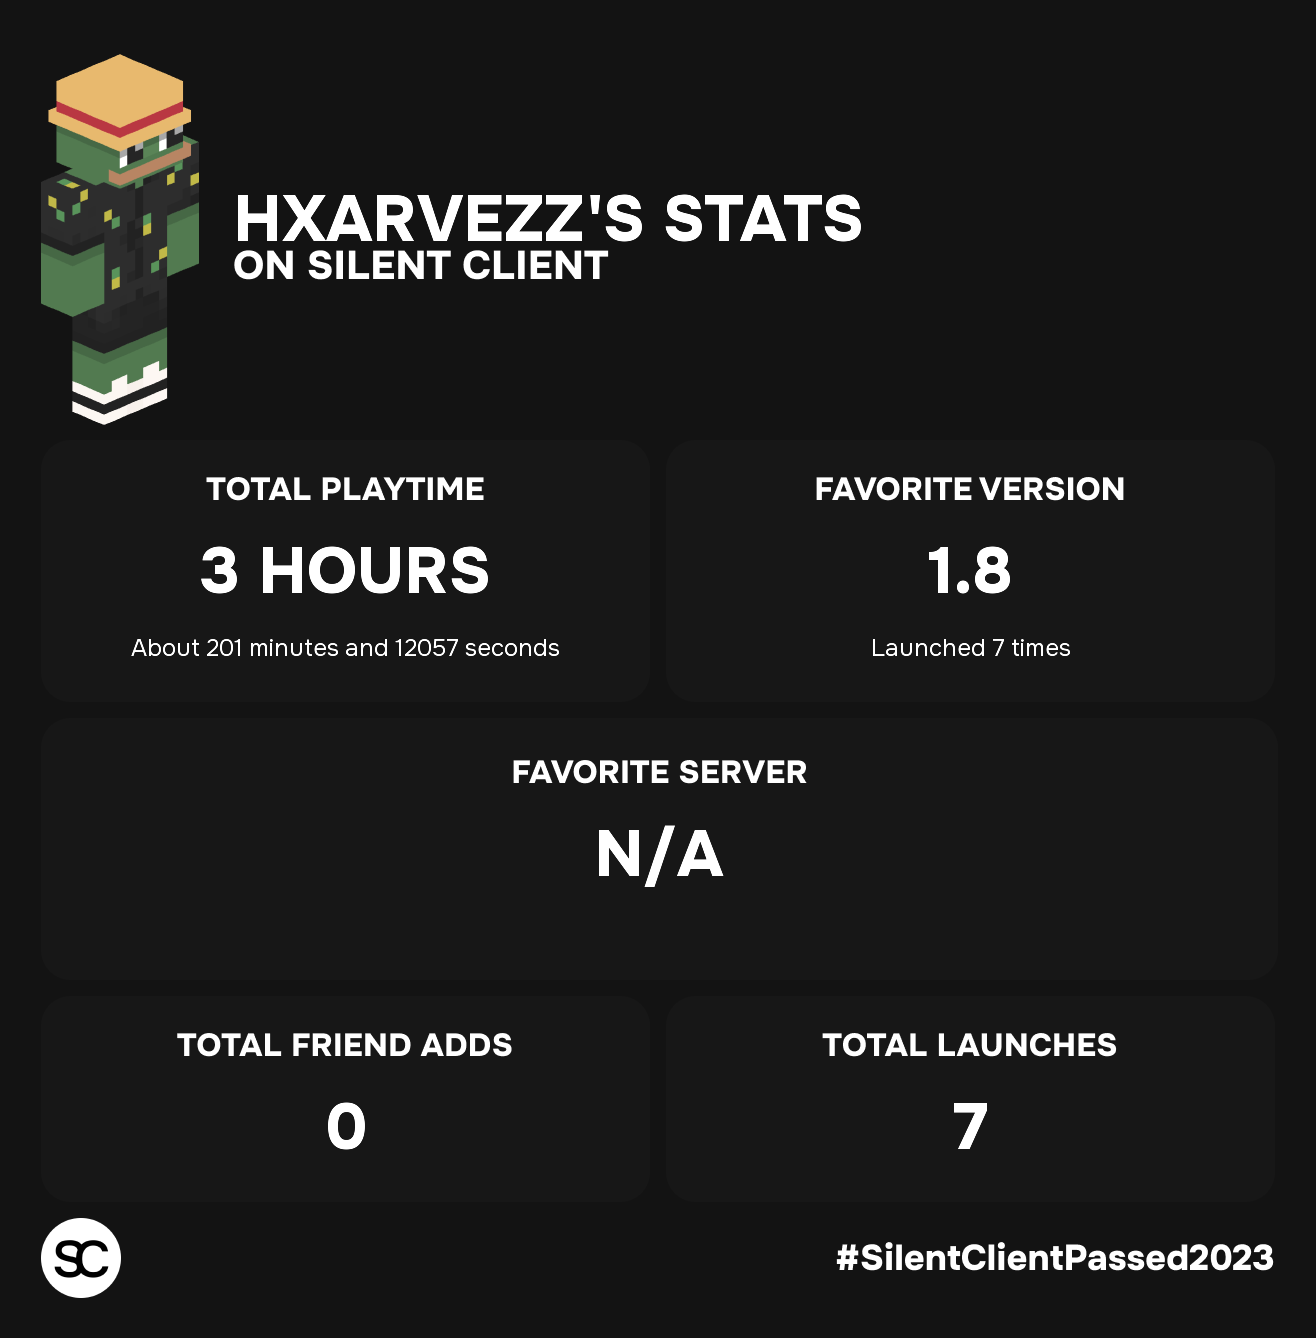 HXARVEZZ'S STATS
ON SILENT CLIENT
TOTAL PLAYTIME
3 HOURS
About 201 minutes and 12057 seconds
FAVORITE VERSION
1.8
Launched 7 times
FAVORITE SERVER
N/A
TOTAL FRIEND ADDS
0
TOTAL LAUNCHES
7
SC
#SilentClientPassed2023